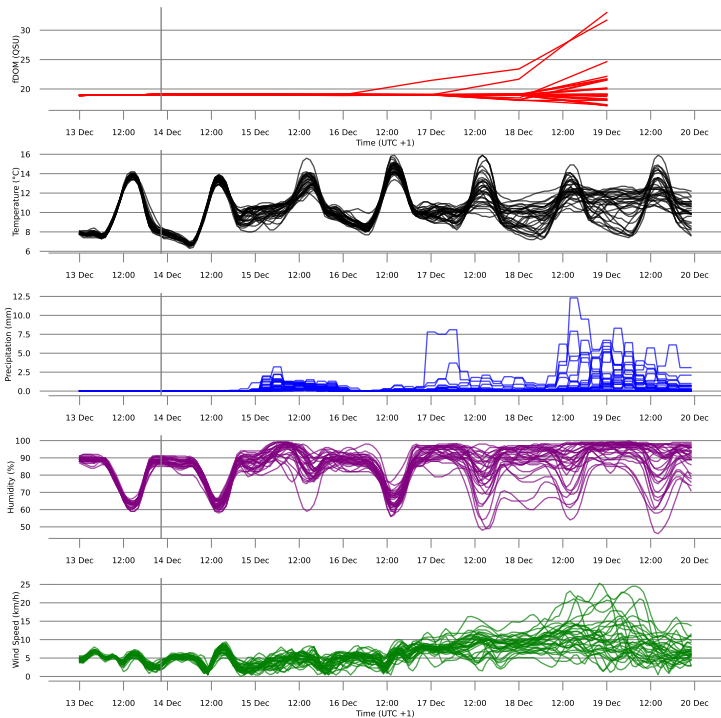 fDOM (QSU)
30
25
20
13 Dec 12:00 14 Dec 12:00 15 Dec 12:00 16 Dec 12:00 17 Dec 12:00 18 Dec 12:00 19 Dec 12:00 20 Dec
Time (UTC +1)
Temperature (°C)
16
14
12
10
8
6
13 Dec 12:00 14 Dec 12:00 15 Dec 12:00 16 Dec 12:00 17 Dec 12:00 18 Dec 12:00 19 Dec 12:00 20 Dec
Precipitation (mm)
12.5
10.0
7.5
5.0
2.5
0.0
13 Dec 12:00 14 Dec 12:00 15 Dec 12:00 16 Dec 12:00 17 Dec 12:00 18 Dec 12:00 19 Dec 12:00 20 Dec
Humidity (%)
100
90
80
70
60
50
13 Dec 12:00 14 Dec 12:00 15 Dec 12:00 16 Dec 12:00 17 Dec 12:00 18 Dec 12:00 19 Dec 12:00 20 Dec
Wind Speed (km/h)
25
20
15
10
5
0
13 Dec 12:00 14 Dec 12:00 15 Dec 12:00 16 Dec 12:00 17 Dec 12:00 18 Dec 12:00 19 Dec 12:00 20 Dec
Time (UTC +1)